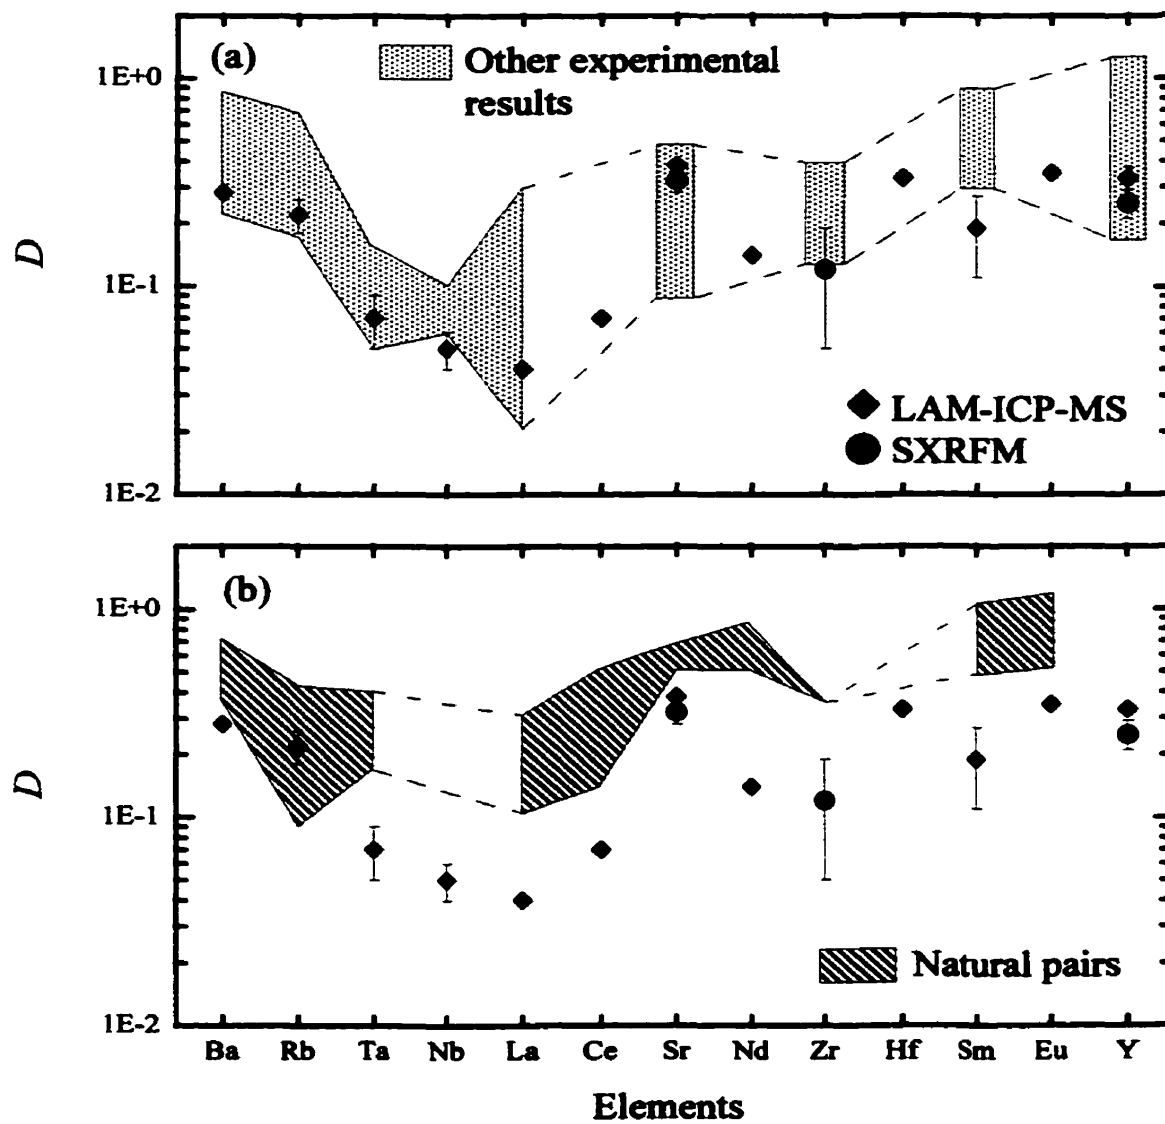 (a)
Other experimental
results
1E+0
D
1E-1
LAM-ICP-MS
SXRFM
1E-2
(b)
1E+0
D
1E-1
Natural pairs
1E-2
Ba Rb Ta Nb La Ce Sr Nd Zr Hf Sm Eu Y
Elements